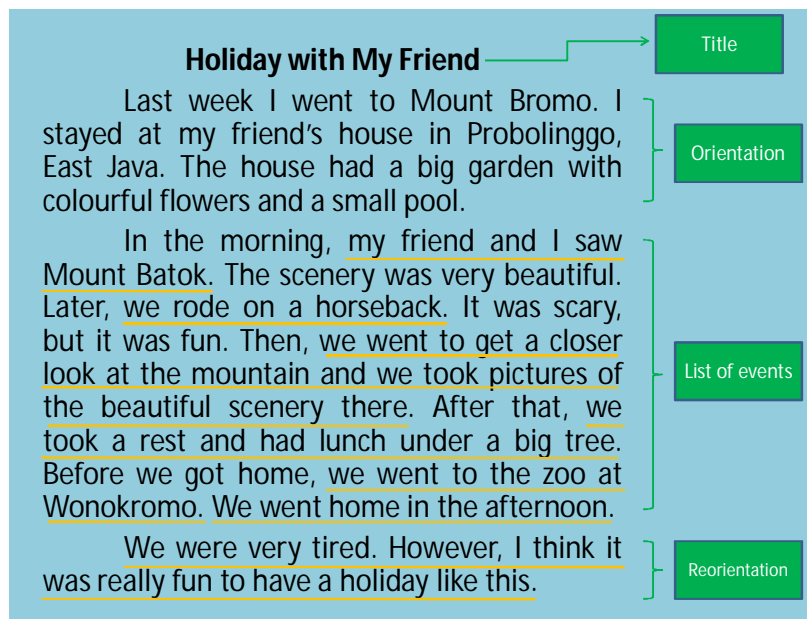 Holiday with My Friend
Title
Last week I went to Mount Bromo. I
stayed at my friend's house in Probolinggo,
East Java. The house had a big garden with
colourful flowers and a small pool.
Orientation
In the morning, my friend and I saw
Mount Batok. The scenery was very beautiful.
Later, we rode on a horseback. It was scary,
but it was fun. Then, we went to get a closer
look at the mountain and we took pictures of
the beautiful scenery there. After that, we
took a rest and had lunch under a big tree.
Before we got home, we went to the zoo at
Wonokromo. We went home in the afternoon.
List of events
We were very tired. However, I think it
was really fun to have a holiday like this.
Reorientation